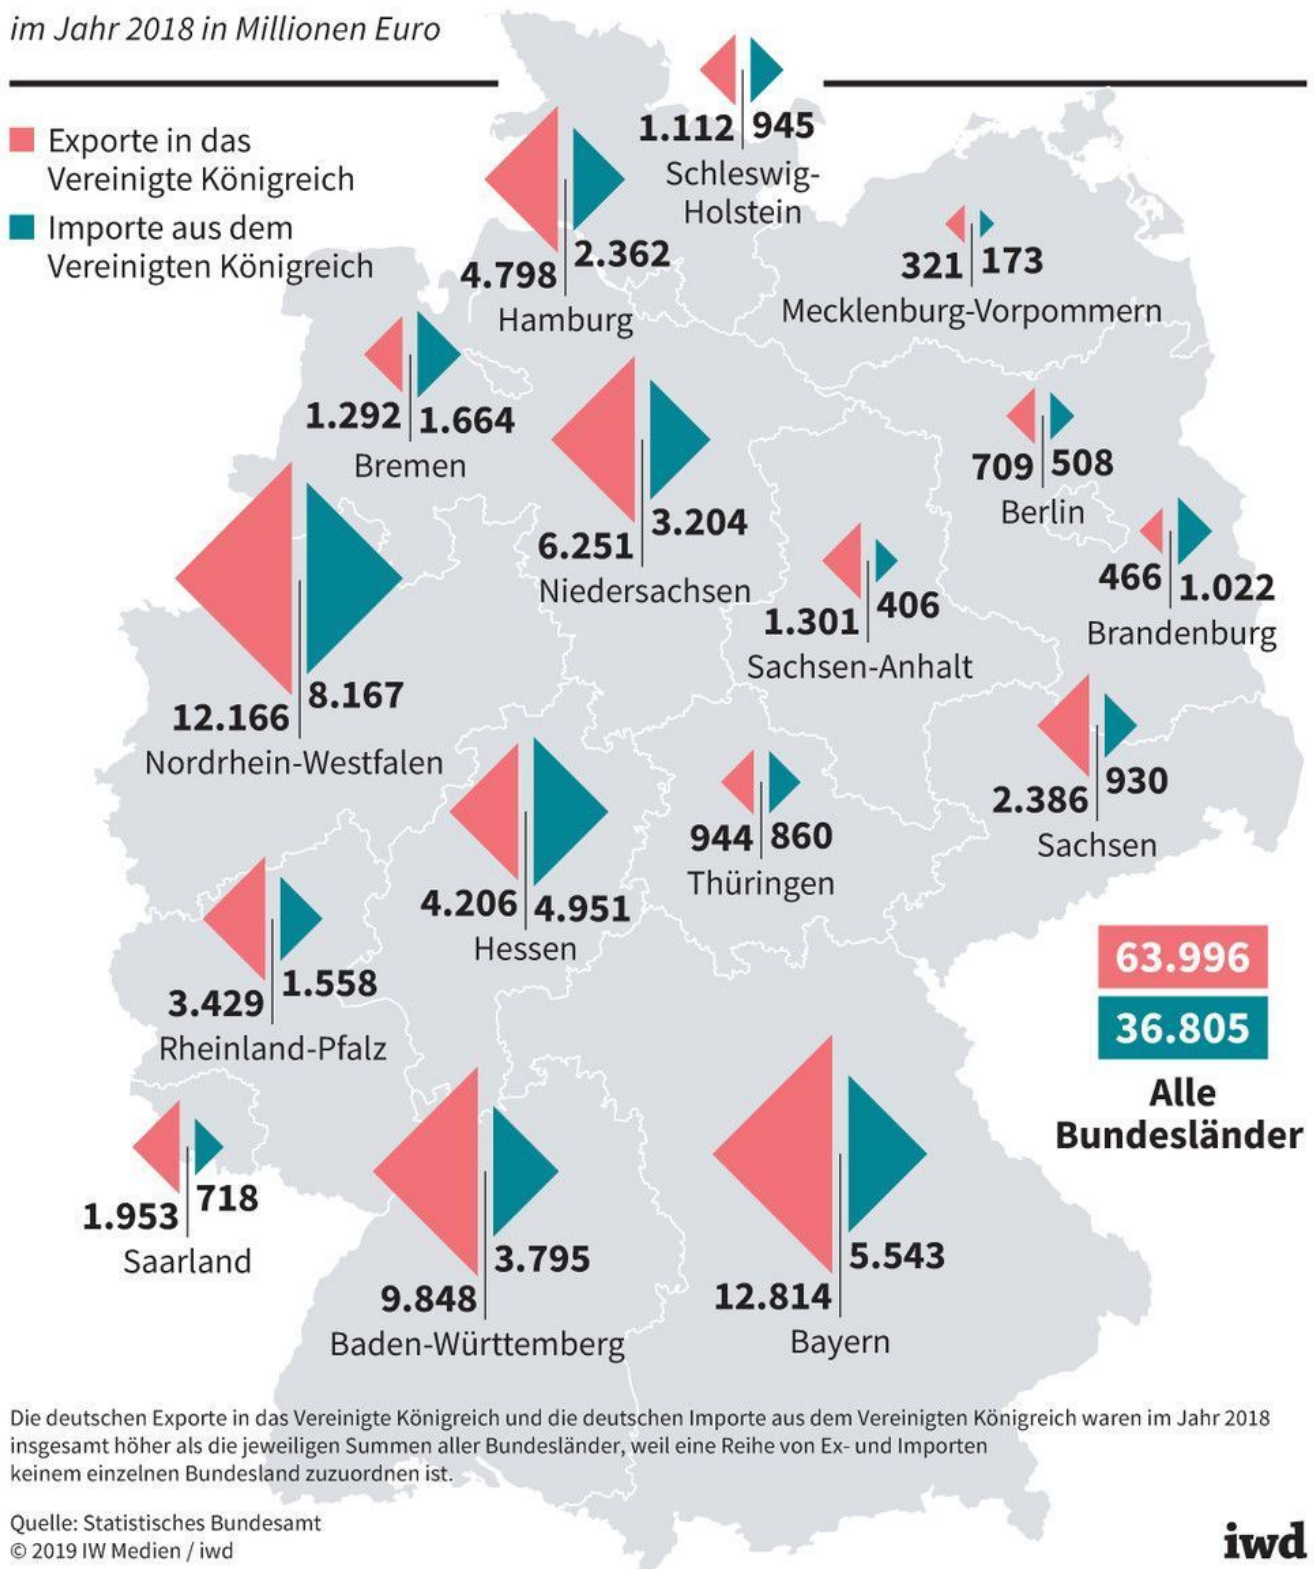 im Jahr 2018 in Millionen Euro
Exporte in das
Vereinigte Königreich
Importe aus dem
Vereinigten Königreich
1.112 945
Schleswig-
Holstein
4.798 2.362
Hamburg
321 173
Mecklenburg-Vorpommern
1.292 1.664
Bremen
6.251 3.204
Niedersachsen
709 508
Berlin
466 1.022
Brandenburg
1.301 406
Sachsen-Anhalt
12.166 8.167
Nordrhein-Westfalen
2.386 930
Sachsen
4.206 4.951
Hessen
944 860
Thüringen
3.429 1.558
Rheinland-Pfalz
63.996
36.805
Alle
Bundesländer
1.953 718
Saarland
9.848 3.795
Baden-Württemberg
12.814 5.543
Bayern
Die deutschen Exporte in das Vereinigte Königreich und die deutschen Importe aus dem Vereinigten Königreich waren im Jahr 2018
insgesamt höher als die jeweiligen Summen aller Bundesländer, weil eine Reihe von Ex- und Importen
keinem einzelnen Bundesland zuzuordnen ist.
Quelle: Statistisches Bundesamt
© 2019 IW Medien / iwd
iwd